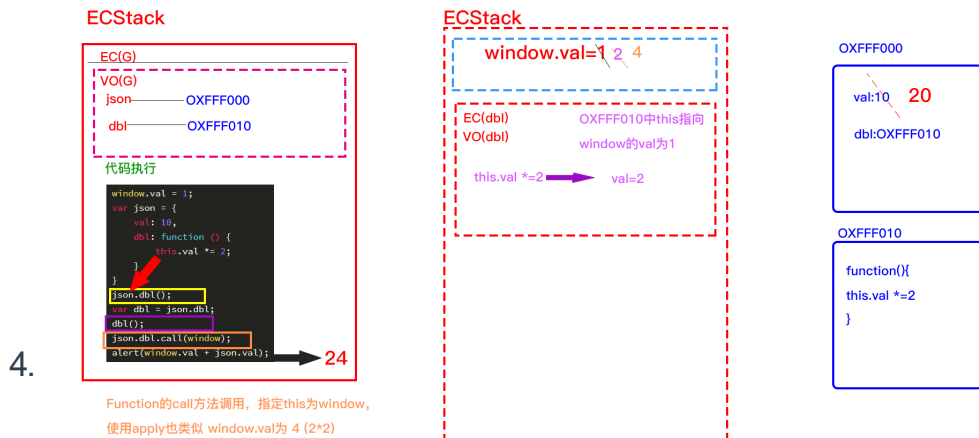 ECStack
EC(G)
VO(G)
json OXFFF000
dbl OXFFF010
代码执行
window.val = 1;
var json = {
val: 10,
dbl: function () {
this.val *= 2;
}
}
json.dbl();
var dbl = json.dbl;
dbl();
json.dbl.call(window);
alert(window.val + json.val);
24
4.
Function的call方法调用，指定this为window，
使用apply也类似 window.val为 4 (2*2)
ECStack
window.val=1 2 4
EC(dbl)
VO(dbl)
OXFFF010中this指向
window的val为1
this.val *=2
val=2
OXFFF000
val:10 20
dbl:OXFFF010
OXFFF010
function(){
this.val *=2
}